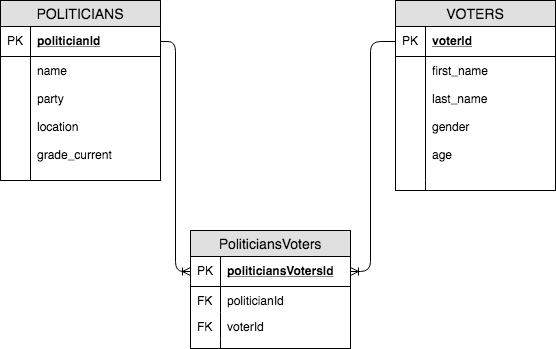 POLITICIANS
PK politicianId
name
party
location
grade_current
VOTERS
PK voterId
first_name
last_name
gender
age
PoliticiansVoters
PK politiciansVotersId
FK politicianId
FK voterId